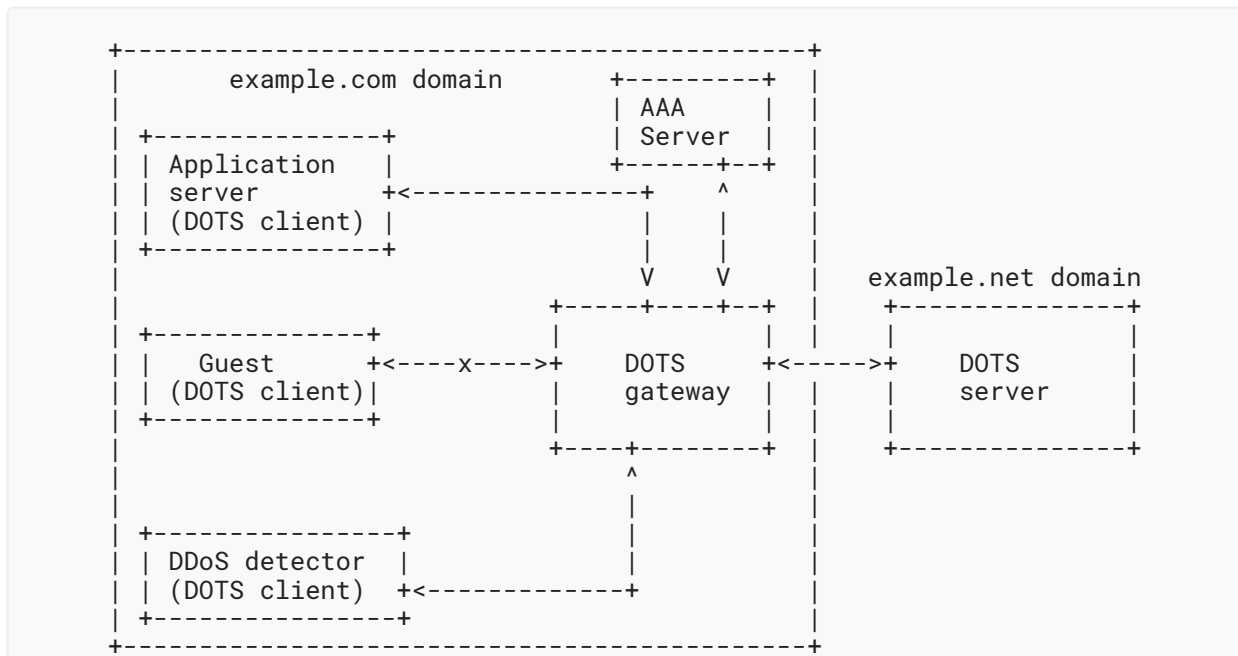 +----------------------------------------------+
|        example.com domain       +---------+  |
|                                 | AAA     |  |
| +---------------+               | Server  |  |
| | Application   |               +------+--+  |
| | server        +<----------------+    ^     |
| | (DOTS client) |                 |    |     |
| +---------------+                 |    |     |
|                                   V    V     |   example.net domain
|                             +-----+----+--+  |    +---------------+
| +--------------+            |             |  |    |               |
| |   Guest      +<----x---->+    DOTS      +<----->+    DOTS       |
| | (DOTS client)|            |    gateway  |  |    |    server     |
| +--------------+            |             |  |    |               |
|                             +----+--------+  |    +---------------+
|                                  ^           |
|                                  |           |
| +----------------+               |           |
| | DDoS detector  |               |           |
| | (DOTS client)  +<-------------+            |
| +----------------+                           |
+----------------------------------------------+